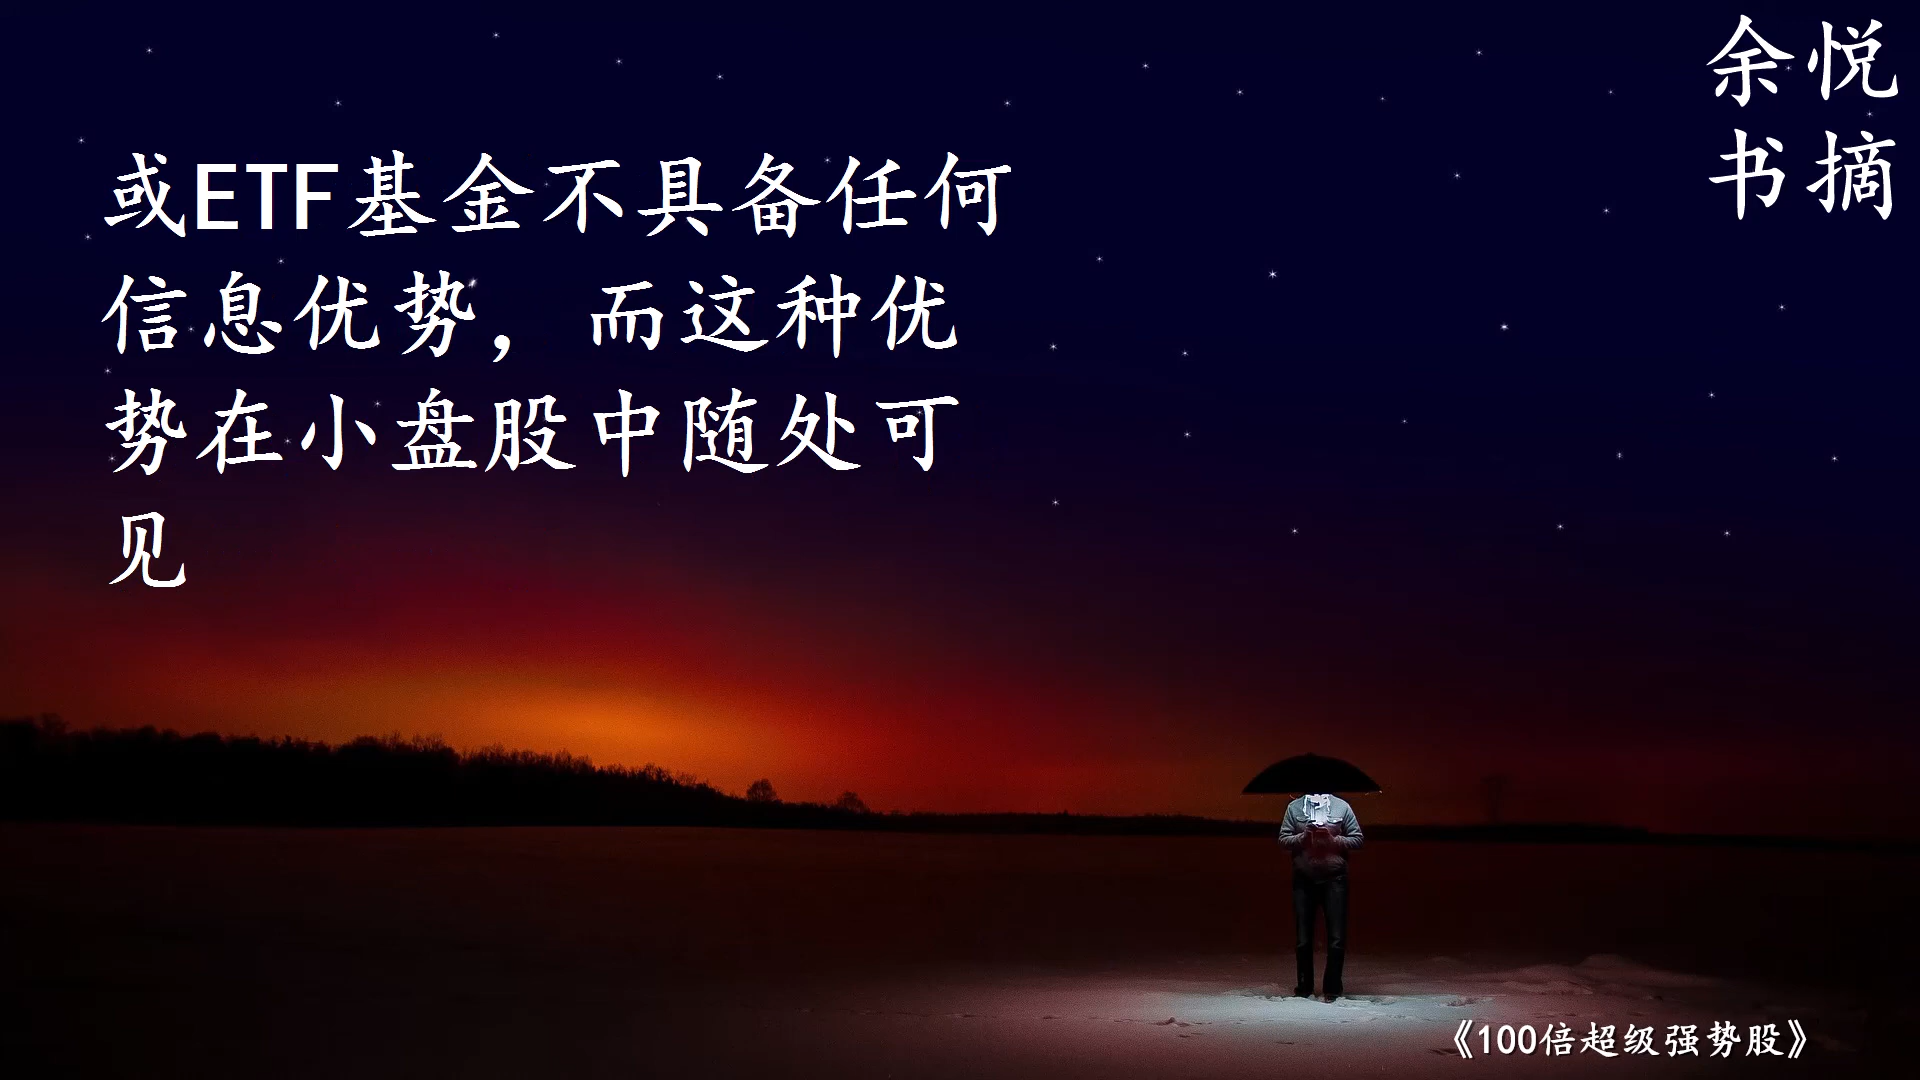 余悦
书摘
或ETF基金不具备任何
信息优势，而这种优
势在小盘股中随处可
见
《100倍超级强势股》